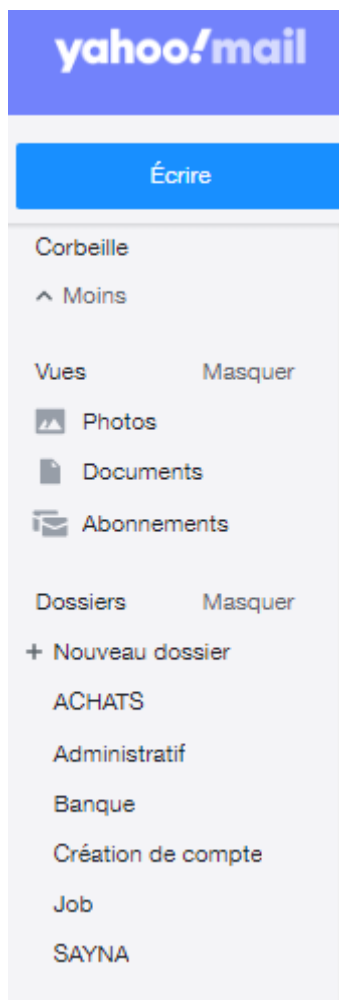 yahoo!mail
Écrire
Corbeille
Moins
Vues Masquer
Photos
Documents
Abonnements
Dossiers Masquer
+ Nouveau dossier
ACHATS
Administratif
Banque
Création de compte
Job
SAYNA